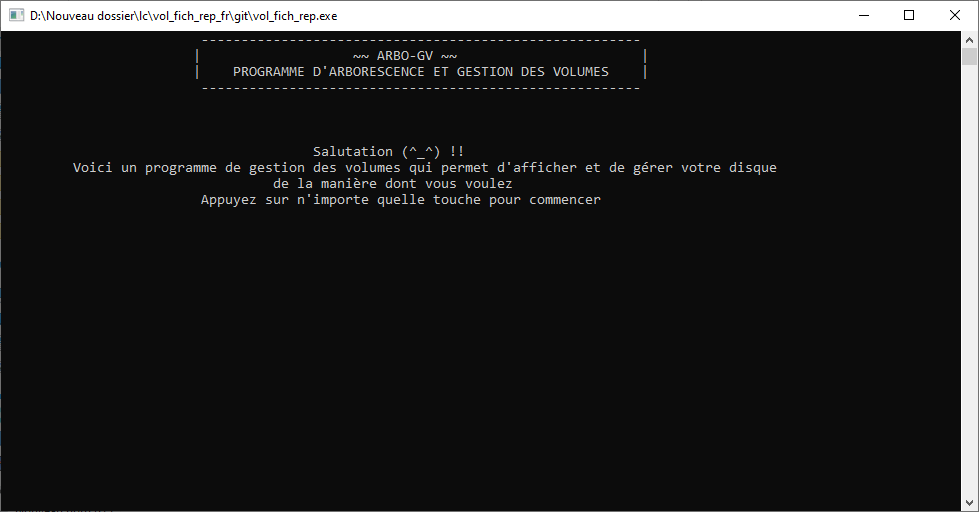 D:\Nouveau dossier\lc\vol_fich_rep_fr\git\vol_fich_rep.exe
-------------------------------------------------------
| ~~ ARBO-GV ~~ |
| PROGRAMME D'ARBORESCENCE ET GESTION DES VOLUMES |
-------------------------------------------------------
Salutation (^_^) !!
Voici un programme de gestion des volumes qui permet d'afficher et de gérer votre disque
de la manière dont vous voulez
Appuyez sur n'importe quelle touche pour commencer